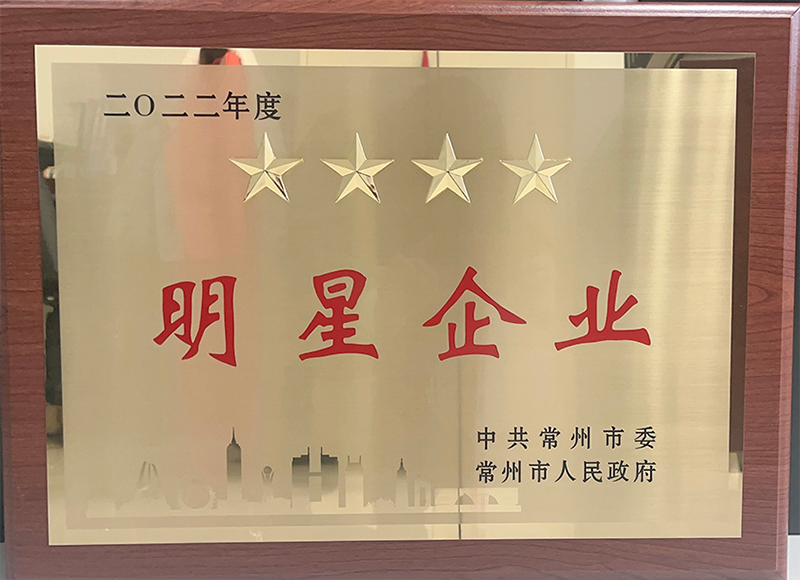 二〇二二年度
明星企业
中共常州市委
常州市人民政府